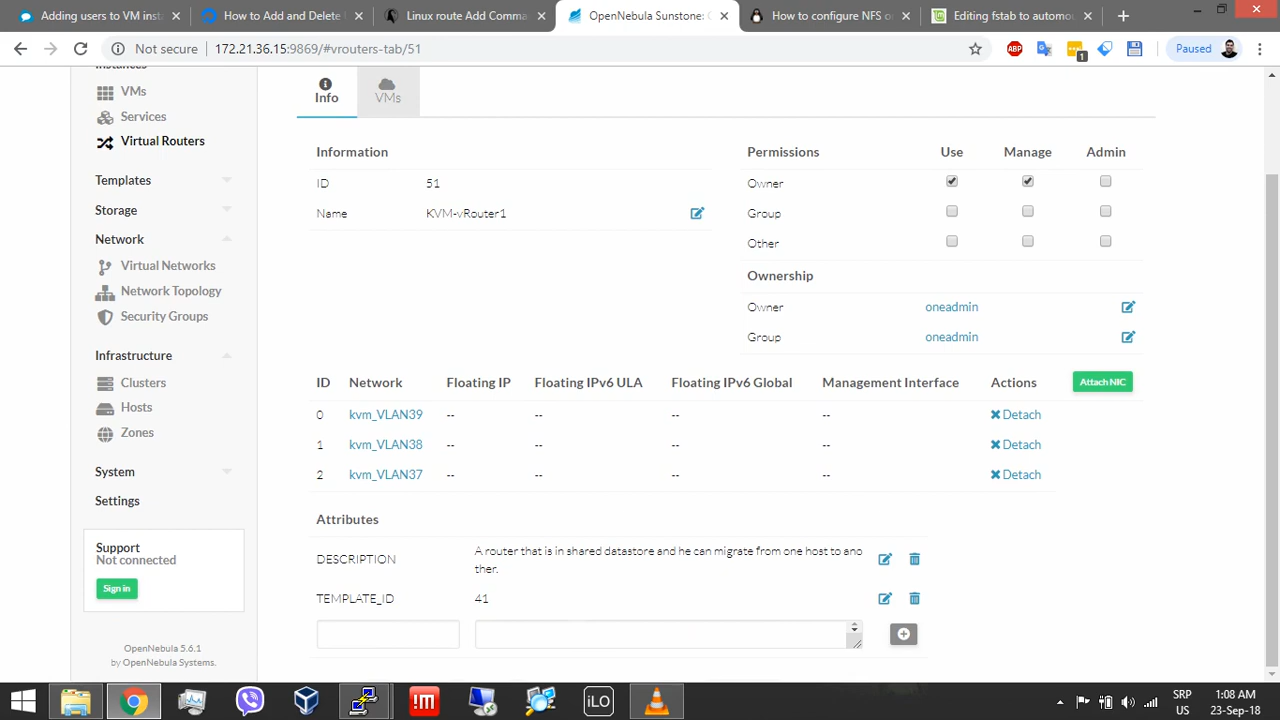 Adding users to VM inst
How to Add and Delete
Linux route Add Comma
OpenNebula Sunstone:
How to configure NFS o
Editing fstab to automou
Not secure
172.21.36.15:9869/#vrouters-tab/51
ABP
1
Paused
Instances
VMs
Services
Virtual Routers
Templates
Storage
Network
Virtual Networks
Network Topology
Security Groups
Infrastructure
Clusters
Hosts
Zones
System
Settings
Support
Not connected
Sign in
OpenNebula 5.6.1
by OpenNebula Systems.
Info
VMs
Information
ID 51
Name KVM-vRouter1
Permissions Use Manage Admin
Owner
Group
Other
Ownership
Owner oneadmin
Group oneadmin
ID Network Floating IP Floating IPv6 ULA Floating IPv6 Global Management Interface Actions Attach NIC
0 kvm_VLAN39 -- -- -- -- Detach
1 kvm_VLAN38 -- -- -- -- Detach
2 kvm_VLAN37 -- -- -- -- Detach
Attributes
DESCRIPTION A router that is in shared datastore and he can migrate from one host to ano
ther.
TEMPLATE_ID 41
iLO
SRP
US
1:08 AM
23-Sep-18